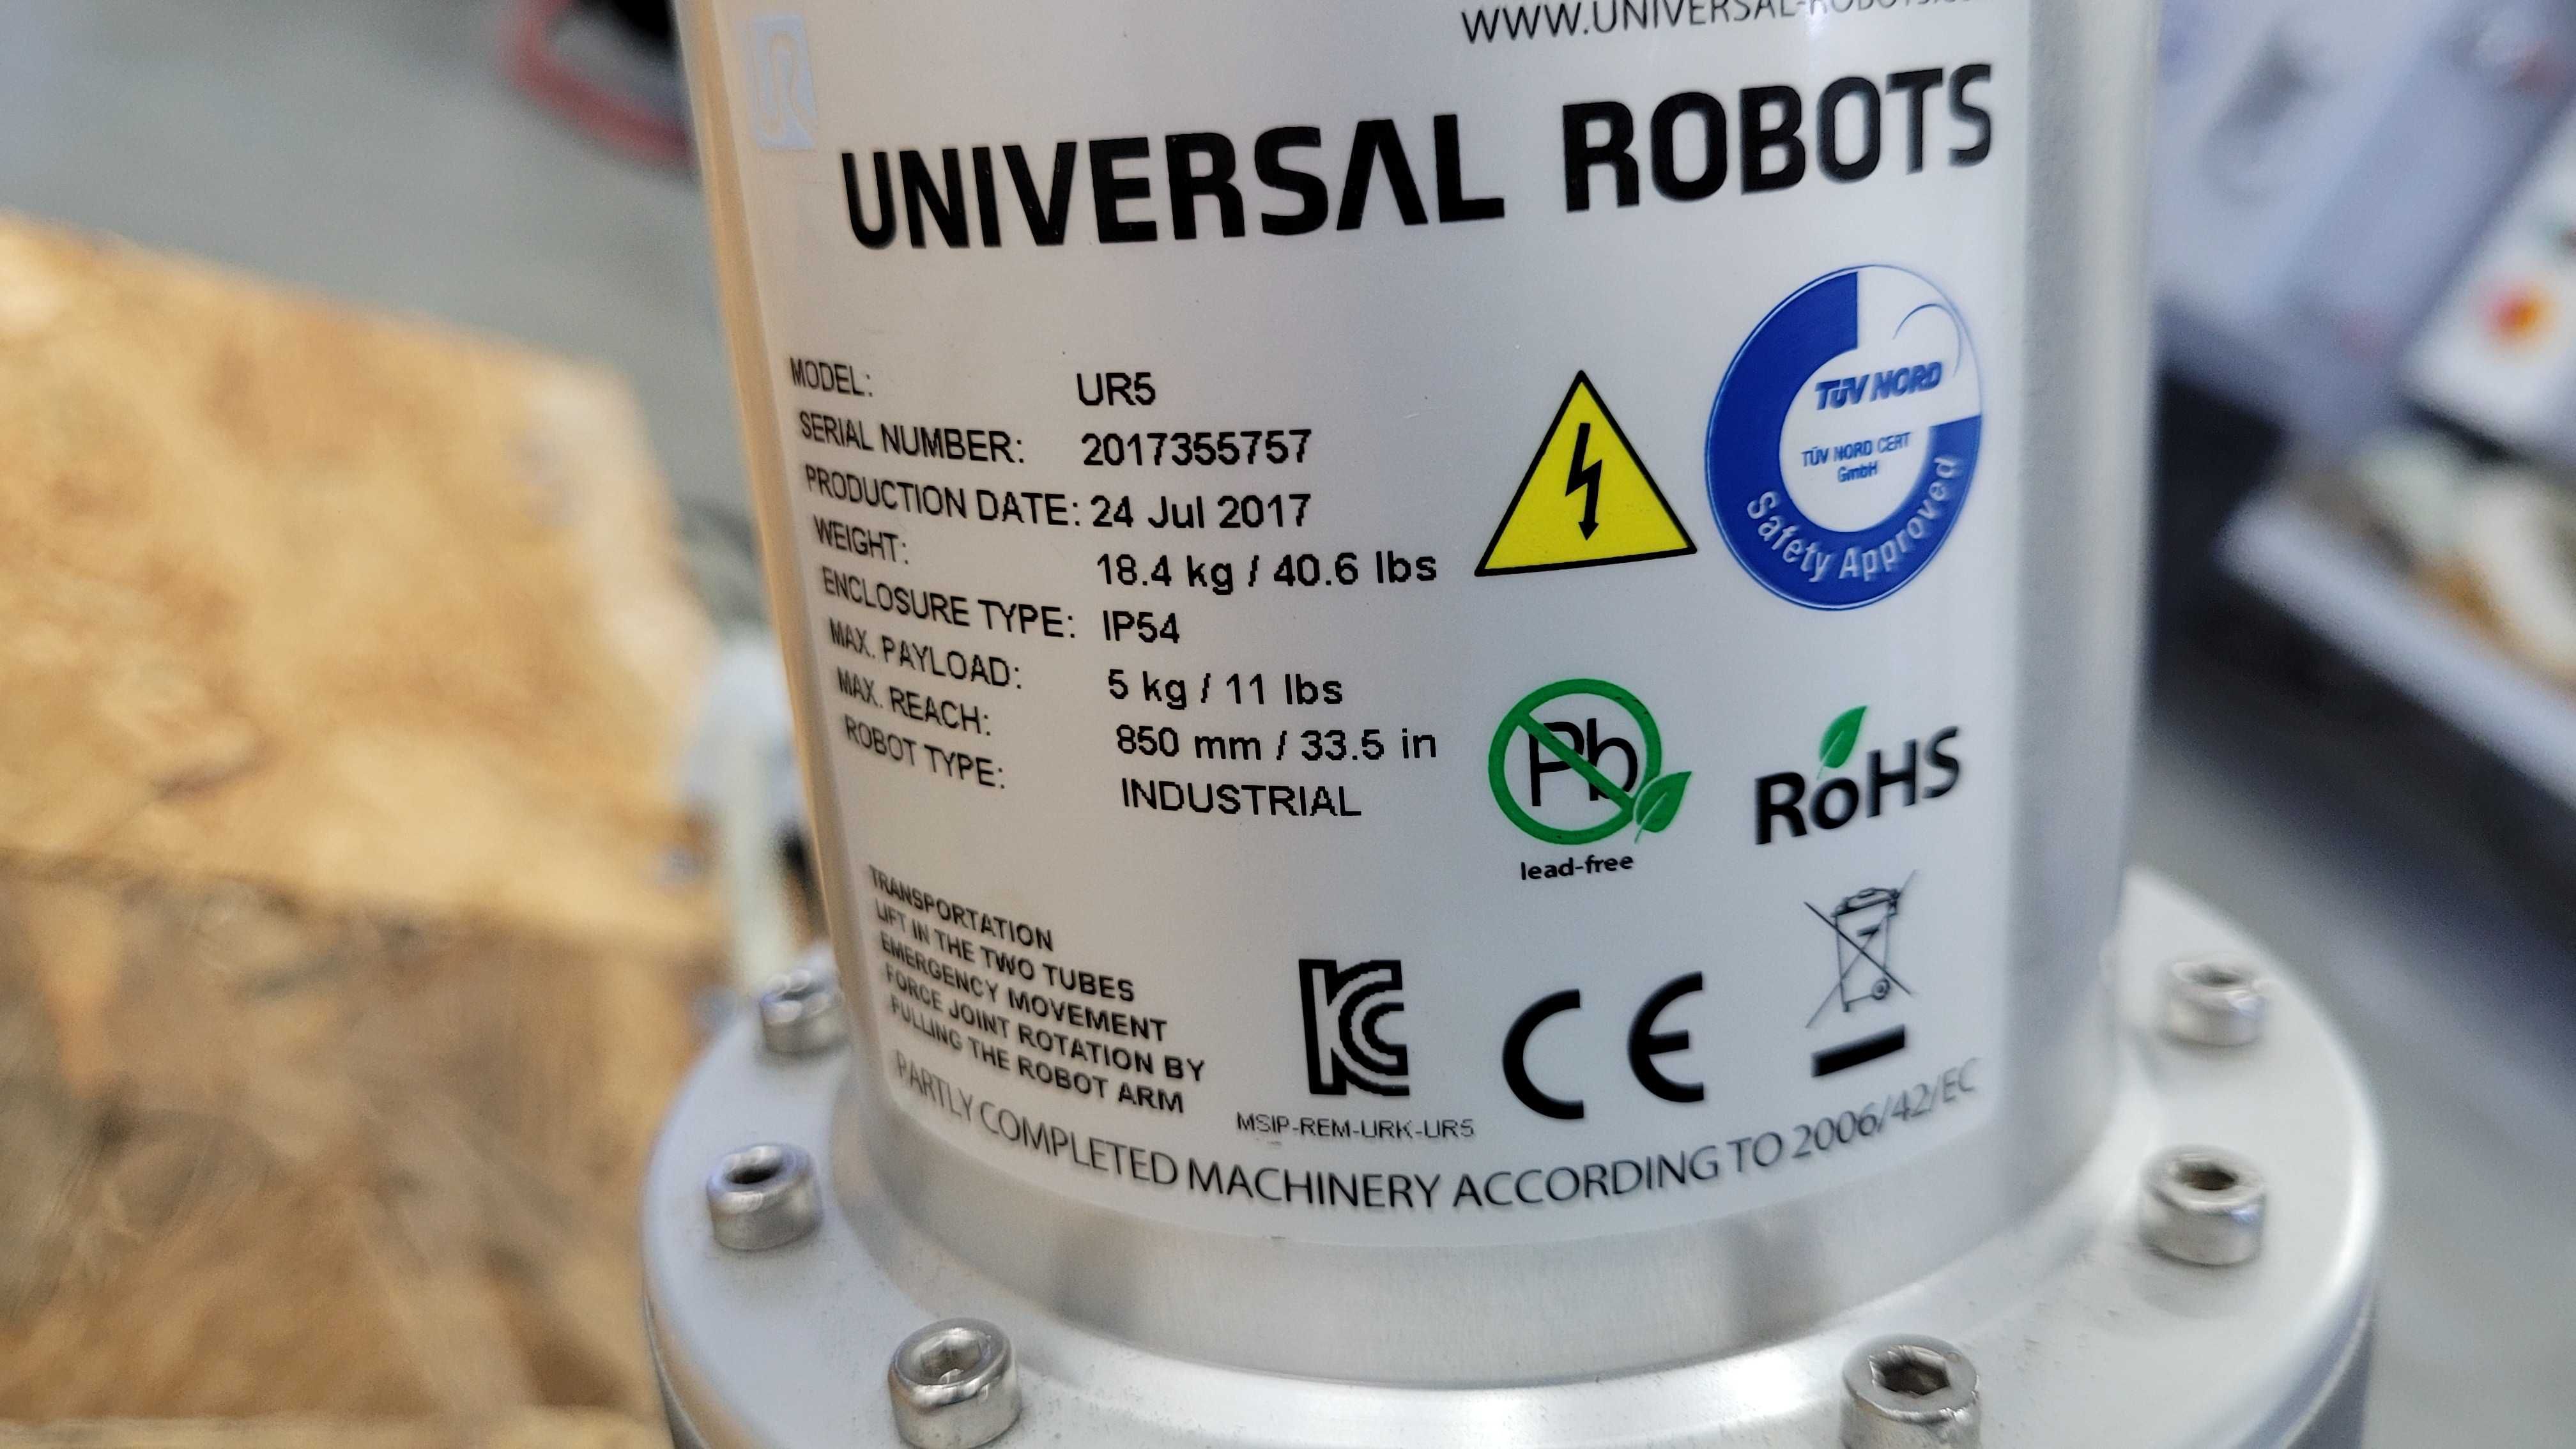 WWW.UNIVERSAL-ROBOTS.
UNIVERSAL ROBOTS
MODEL: UR5
SERIAL NUMBER: 2017355757
PRODUCTION DATE: 24 Jul 2017
WEIGHT: 18.4 kg / 40.6 lbs
ENCLOSURE TYPE: IP54
MAX. PAYLOAD: 5 kg / 11 lbs
MAX. REACH: 850 mm / 33.5 in
ROBOT TYPE: INDUSTRIAL
TÜV NORD
TÜV NORD CERT
GmbH
Safety Approved
Pb
lead-free
RoHS
TRANSPORTATION
LIFT IN THE TWO TUBES
EMERGENCY MOVEMENT
FORCE JOINT ROTATION BY
PULLING THE ROBOT ARM
KC
MSIP-REM-URK-UR5
CE
PARTLY COMPLETED MACHINERY ACCORDING TO 2006/42/EC